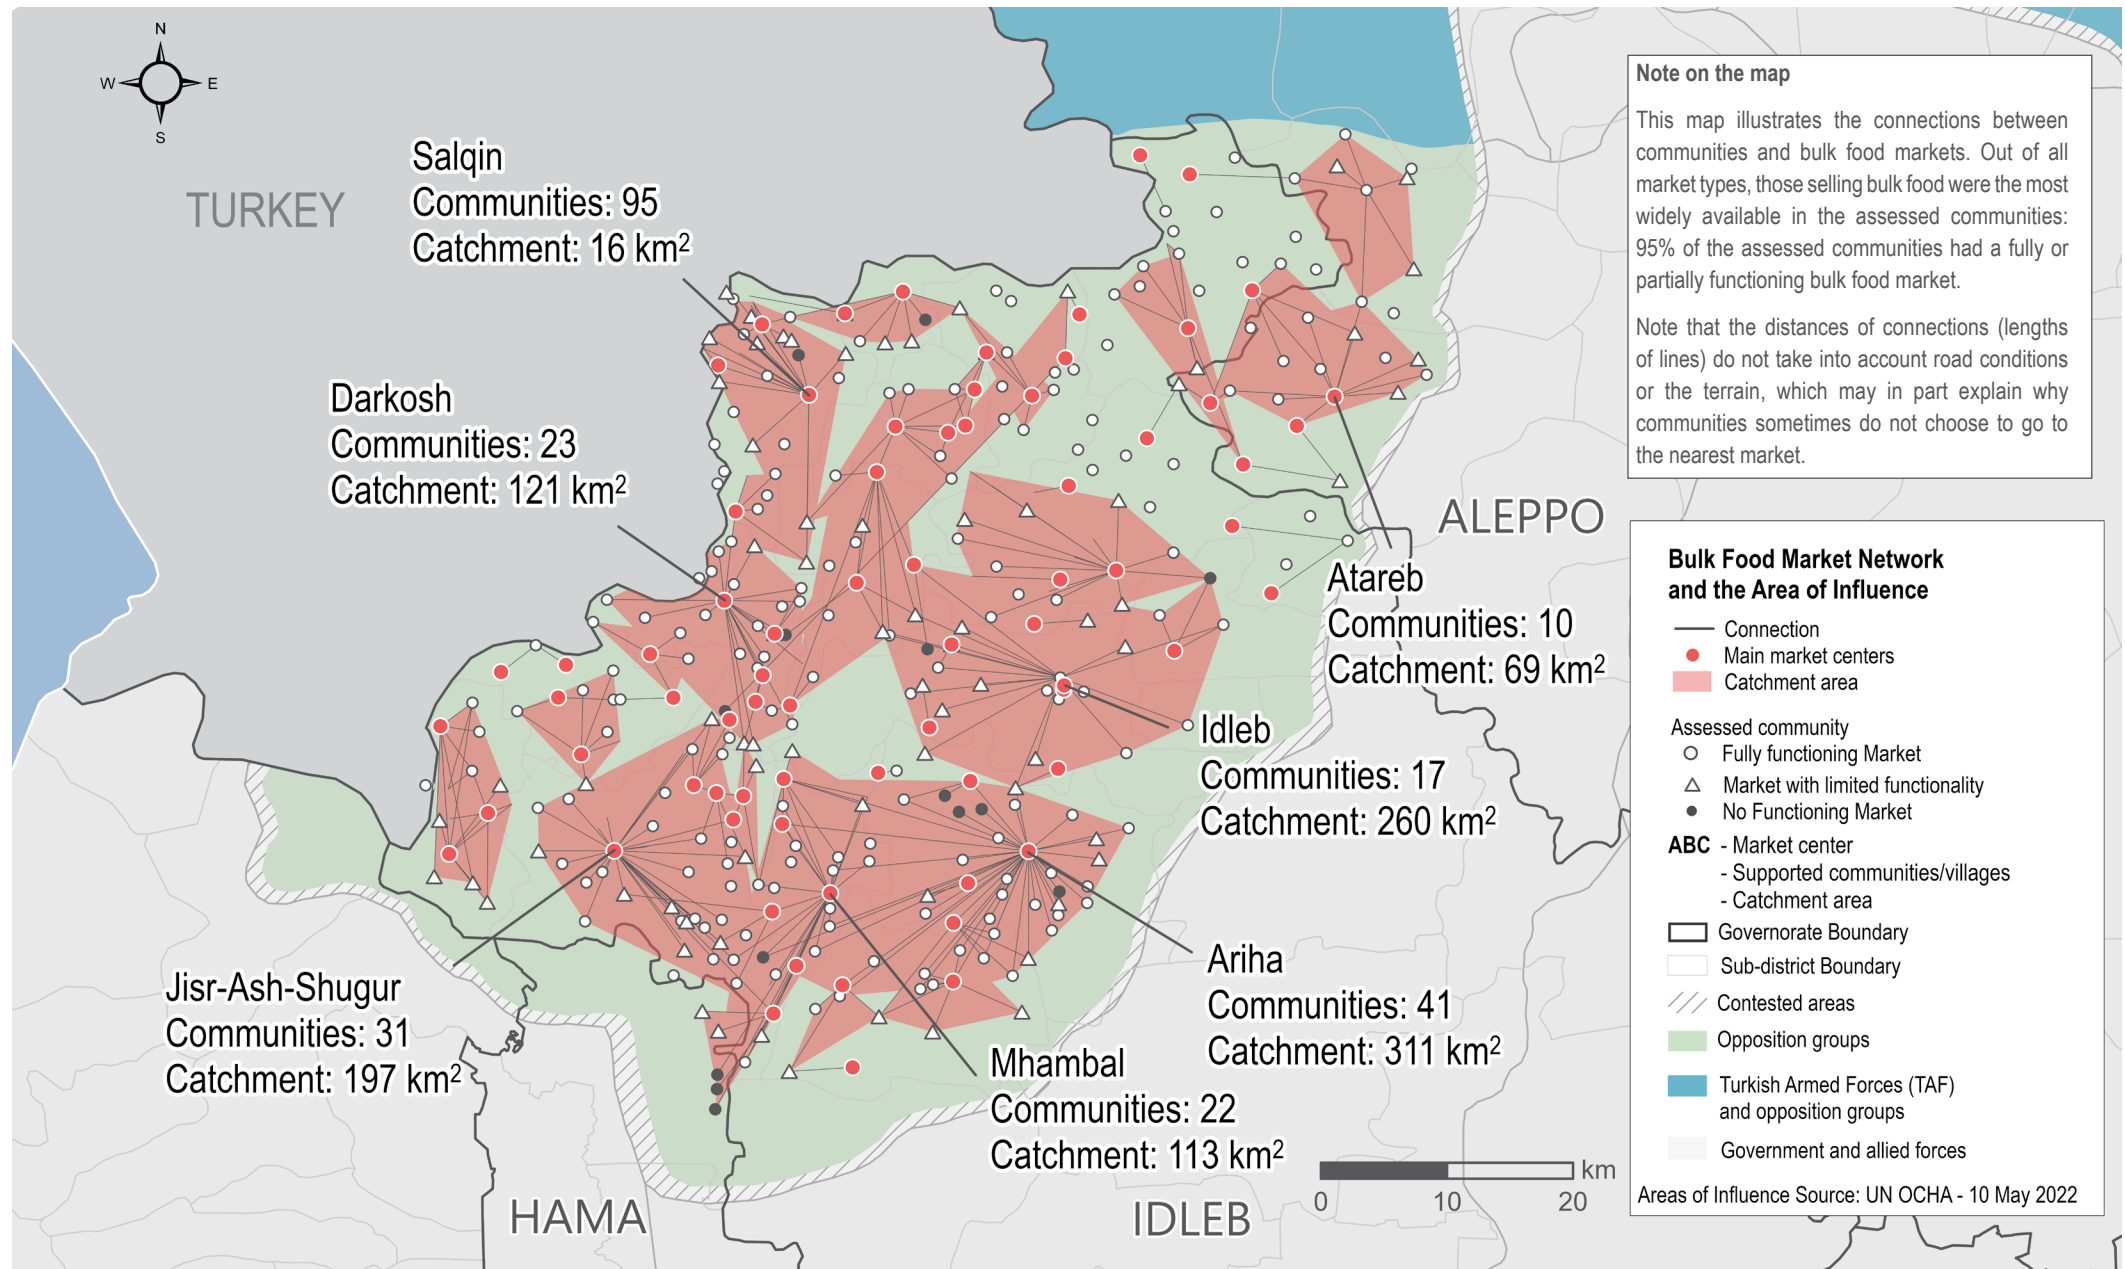 N
W
E
S
TURKEY
Salqin
Communities: 95
Catchment: 16 km²
Darkosh
Communities: 23
Catchment: 121 km²
Note on the map
This map illustrates the connections between
communities and bulk food markets. Out of all
market types, those selling bulk food were the most
widely available in the assessed communities:
95% of the assessed communities had a fully or
partially functioning bulk food market.
Note that the distances of connections (lengths
of lines) do not take into account road conditions
or the terrain, which may in part explain why
communities sometimes do not choose to go to
the nearest market.
ALEPPO
Atareb
Communities: 10
Catchment: 69 km²
Idleb
Communities: 17
Catchment: 260 km²
Ariha
Communities: 41
Catchment: 311 km²
Mhambal
Communities: 22
Catchment: 113 km²
Jisr-Ash-Shugur
Communities: 31
Catchment: 197 km²
HAMA
IDLEB
km
0 10 20
Bulk Food Market Network
and the Area of Influence
Connection
Main market centers
Catchment area
Assessed community
Fully functioning Market
Market with limited functionality
No Functioning Market
ABC - Market center
- Supported communities/villages
- Catchment area
Governorate Boundary
Sub-district Boundary
Contested areas
Opposition groups
Turkish Armed Forces (TAF)
and opposition groups
Government and allied forces
Areas of Influence Source: UN OCHA - 10 May 2022